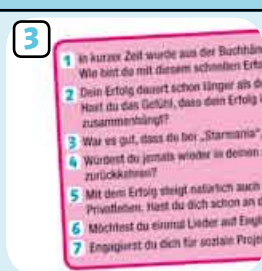 3
1 In kurzer Zeit wurde aus der Buchhän
Wie bist du mit diesem schnellen Erfo
2 Dein Erfolg dauert schon länger als de
Hast du das Gefühl, dass dein Erfolg
zusammenhängt?
3 War es gut, dass du bei „Starmania"
4 Würdest du jemals wieder in deinen
zurückkehren?
5 Mit dem Erfolg steigt natürlich auch
Privatleben. Hast du dich schon an d
6 Möchtest du einmal Lieder auf Engli
7 Engagierst du dich für soziale Proje